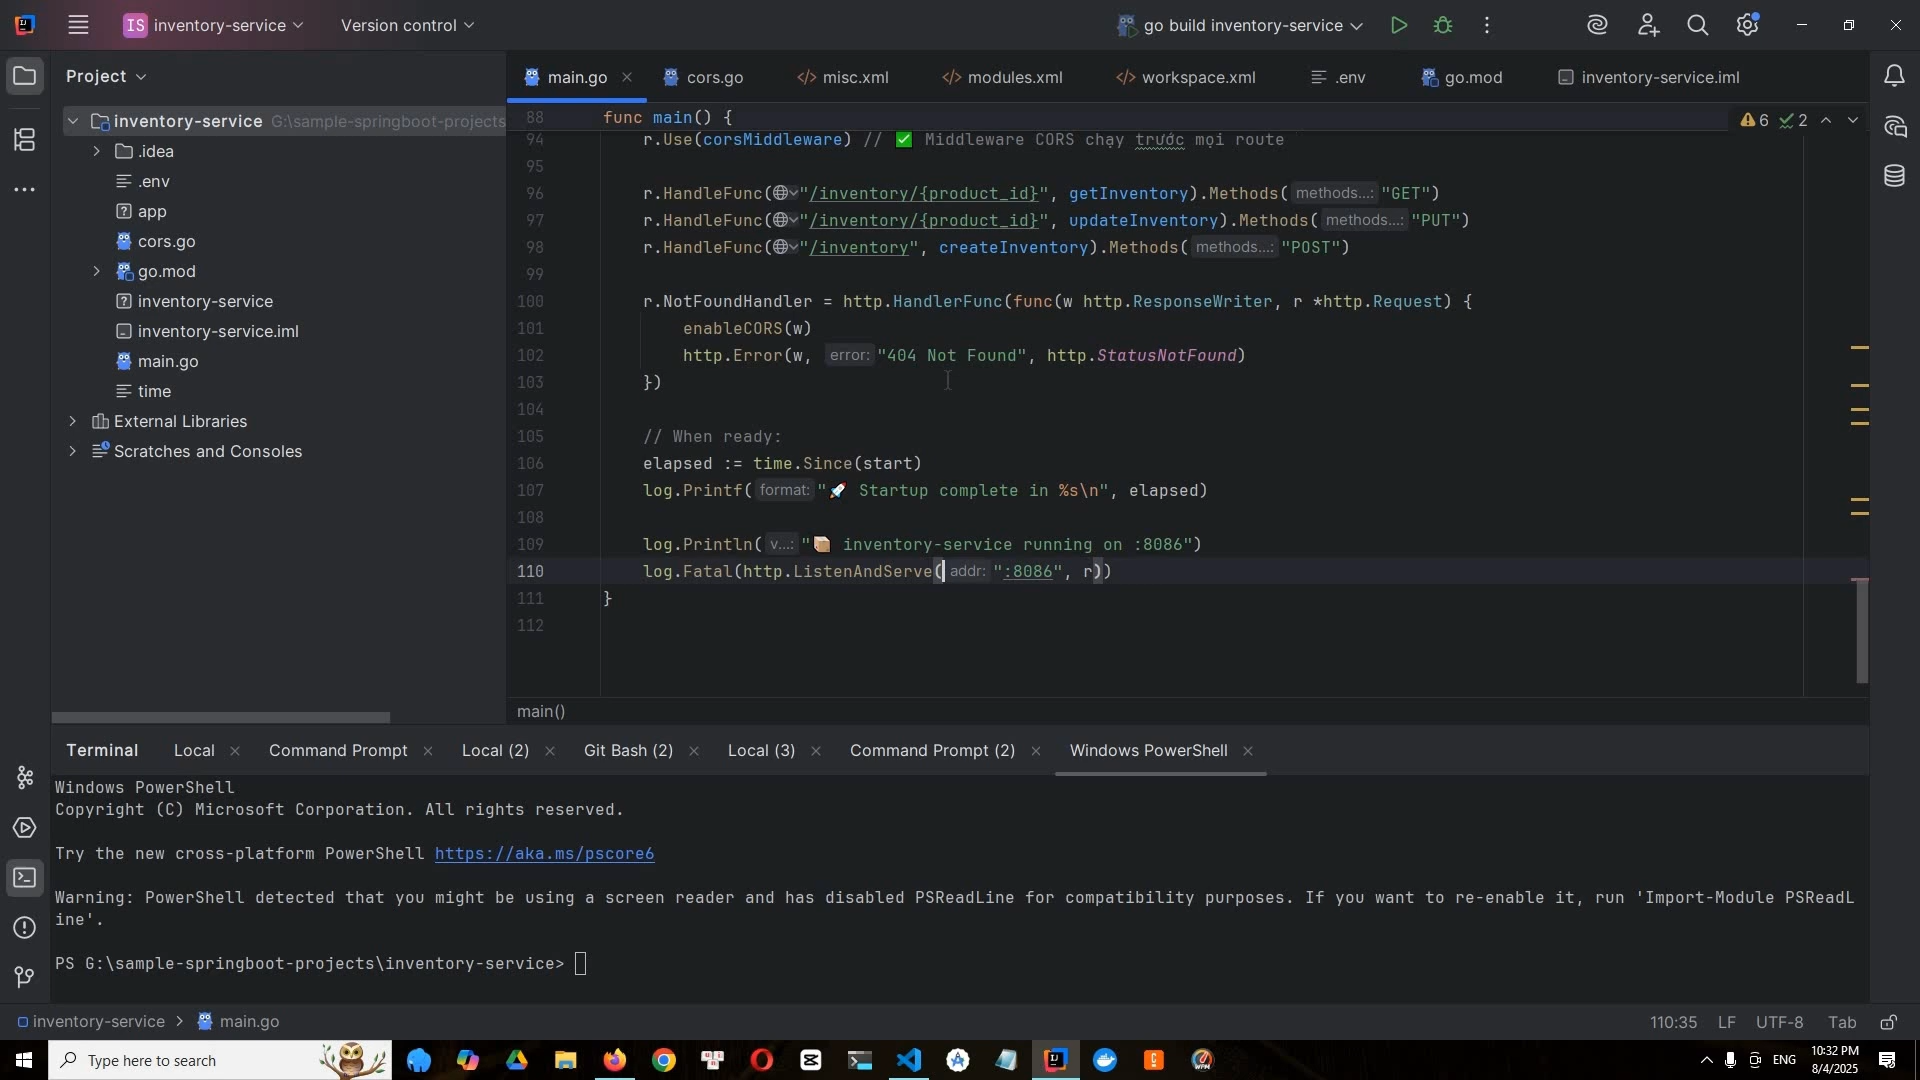 IS inventory-service
Version control
go build inventory-service
Project
inventory-service G:\sample-springboot-projects
.idea
.env
app
cors.go
go.mod
inventory-service
inventory-service.iml
main.go
time
External Libraries
Scratches and Consoles
main.go
cors.go
misc.xml
modules.xml
workspace.xml
.env
go.mod
inventory-service.iml
6 2
88 func main() {
94 r.Use(corsMiddleware) // ✅ Middleware CORS chạy trước mọi route
95
96 r.HandleFunc("/inventory/{product_id}", getInventory).Methods( methods...: "GET")
97 r.HandleFunc("/inventory/{product_id}", updateInventory).Methods( methods...: "PUT")
98 r.HandleFunc("/inventory", createInventory).Methods( methods...: "POST")
99
100 r.NotFoundHandler = http.HandlerFunc(func(w http.ResponseWriter, r *http.Request) {
101 enableCORS(w)
102 http.Error(w, error: "404 Not Found", http.StatusNotFound)
103 })
104
105 // When ready:
106 elapsed := time.Since(start)
107 log.Printf( format: "🚀 Startup complete in %s\n", elapsed)
108
109 log.Println( v...: "📦 inventory-service running on :8086")
110 log.Fatal(http.ListenAndServe( addr: ":8086", r))
111 }
112
main()
Terminal
Local
Command Prompt
Local (2)
Git Bash (2)
Local (3)
Command Prompt (2)
Windows PowerShell
Windows PowerShell
Copyright (C) Microsoft Corporation. All rights reserved.
Try the new cross-platform PowerShell https://aka.ms/pscore6
Warning: PowerShell detected that you might be using a screen reader and has disabled PSReadLine for compatibility purposes. If you want to re-enable it, run 'Import-Module PSReadL
ine'.
PS G:\sample-springboot-projects\inventory-service>
inventory-service > main.go
110:35 LF UTF-8 Tab
Type here to search
ENG
10:32 PM
8/4/2025